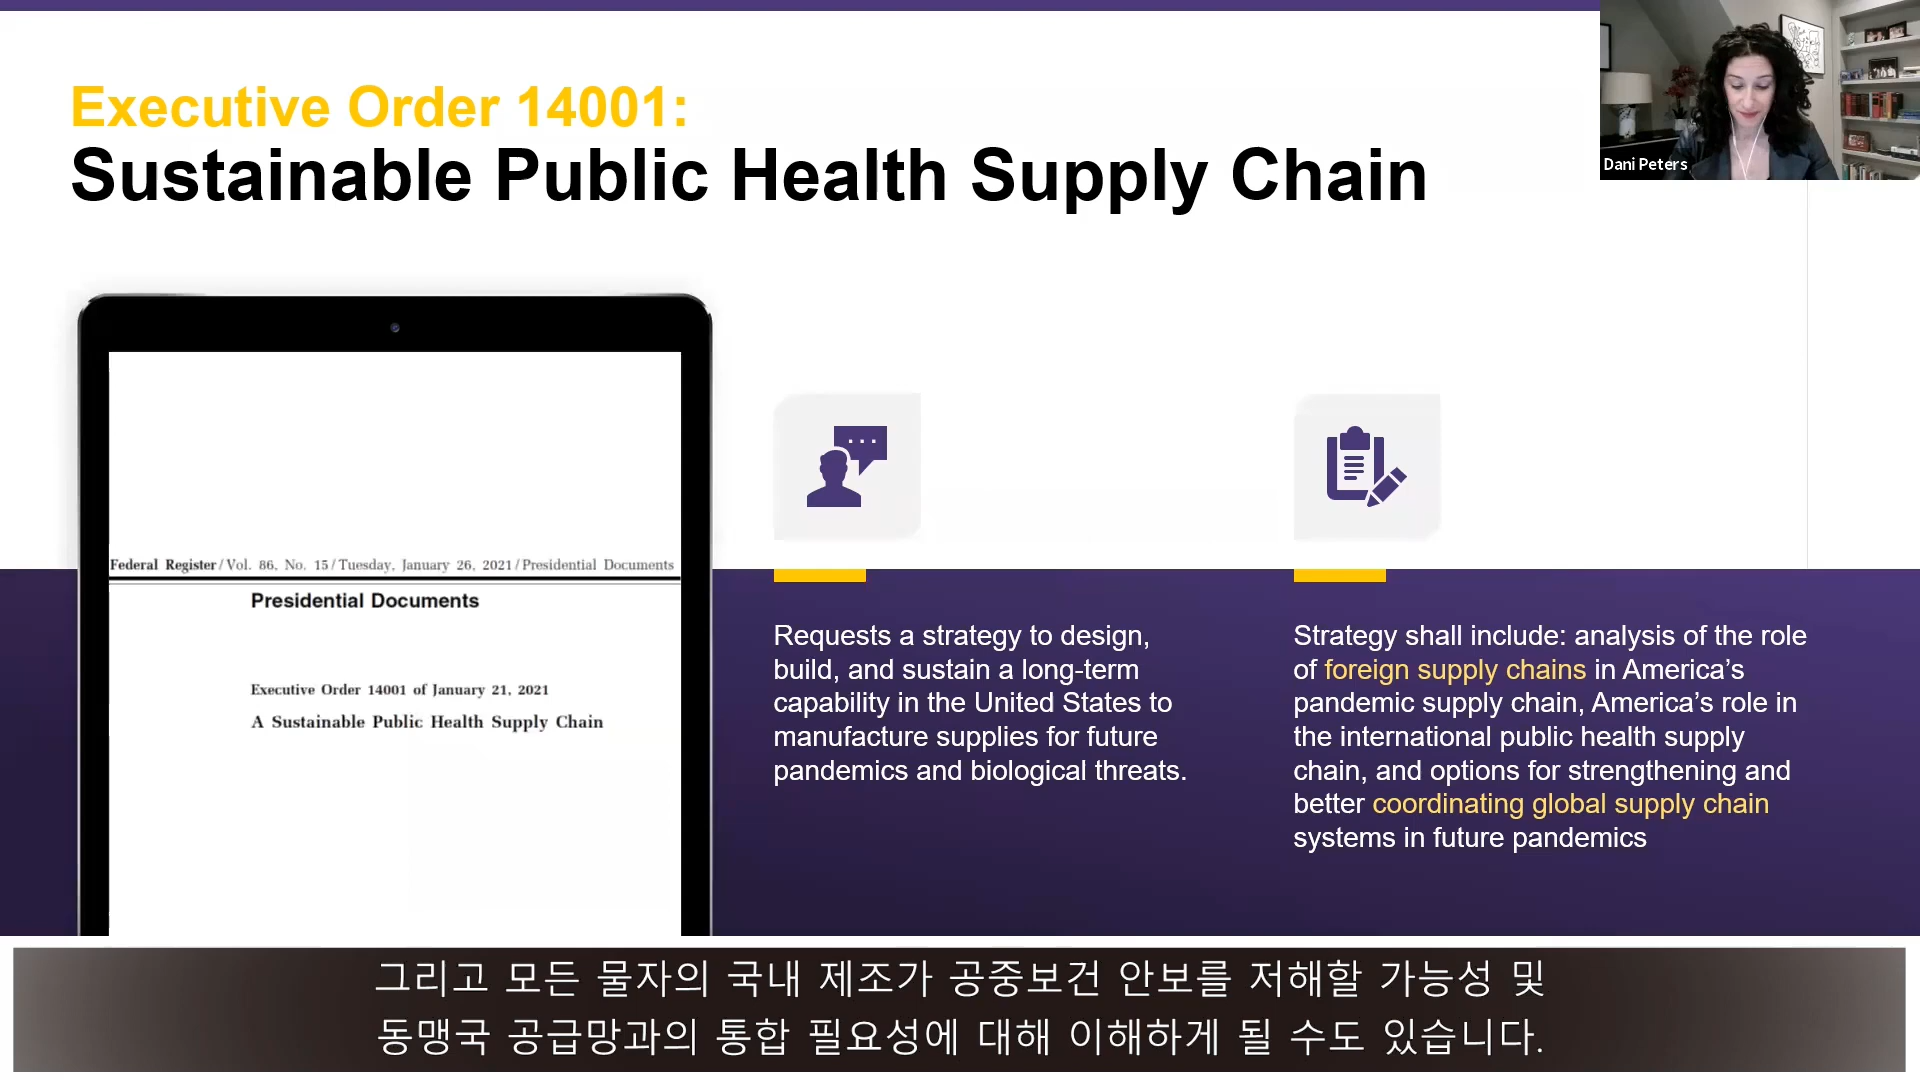 Executive Order 14001:
Sustainable Public Health Supply Chain
Dani Peters
Federal Register/Vol. 86, No. 15/Tuesday, January 26, 2021/Presidential Documents
Presidential Documents
Executive Order 14001 of January 21, 2021
A Sustainable Public Health Supply Chain
Requests a strategy to design,
build, and sustain a long-term
capability in the United States to
manufacture supplies for future
pandemics and biological threats.
Strategy shall include: analysis of the role
of foreign supply chains in America’s
pandemic supply chain, America’s role in
the international public health supply
chain, and options for strengthening and
better coordinating global supply chain
systems in future pandemics
그리고 모든 물자의 국내 제조가 공중보건 안보를 저해할 가능성 및
동맹국 공급망과의 통합 필요성에 대해 이해하게 될 수도 있습니다.